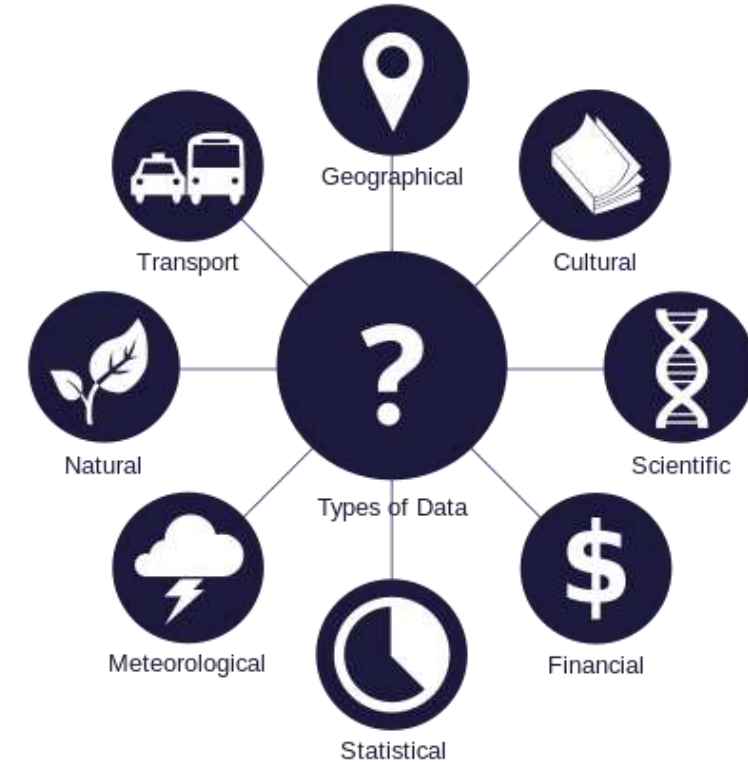 Geographical
Transport
Cultural
Natural
?
Scientific
Types of Data
Meteorological
$
Financial
Statistical